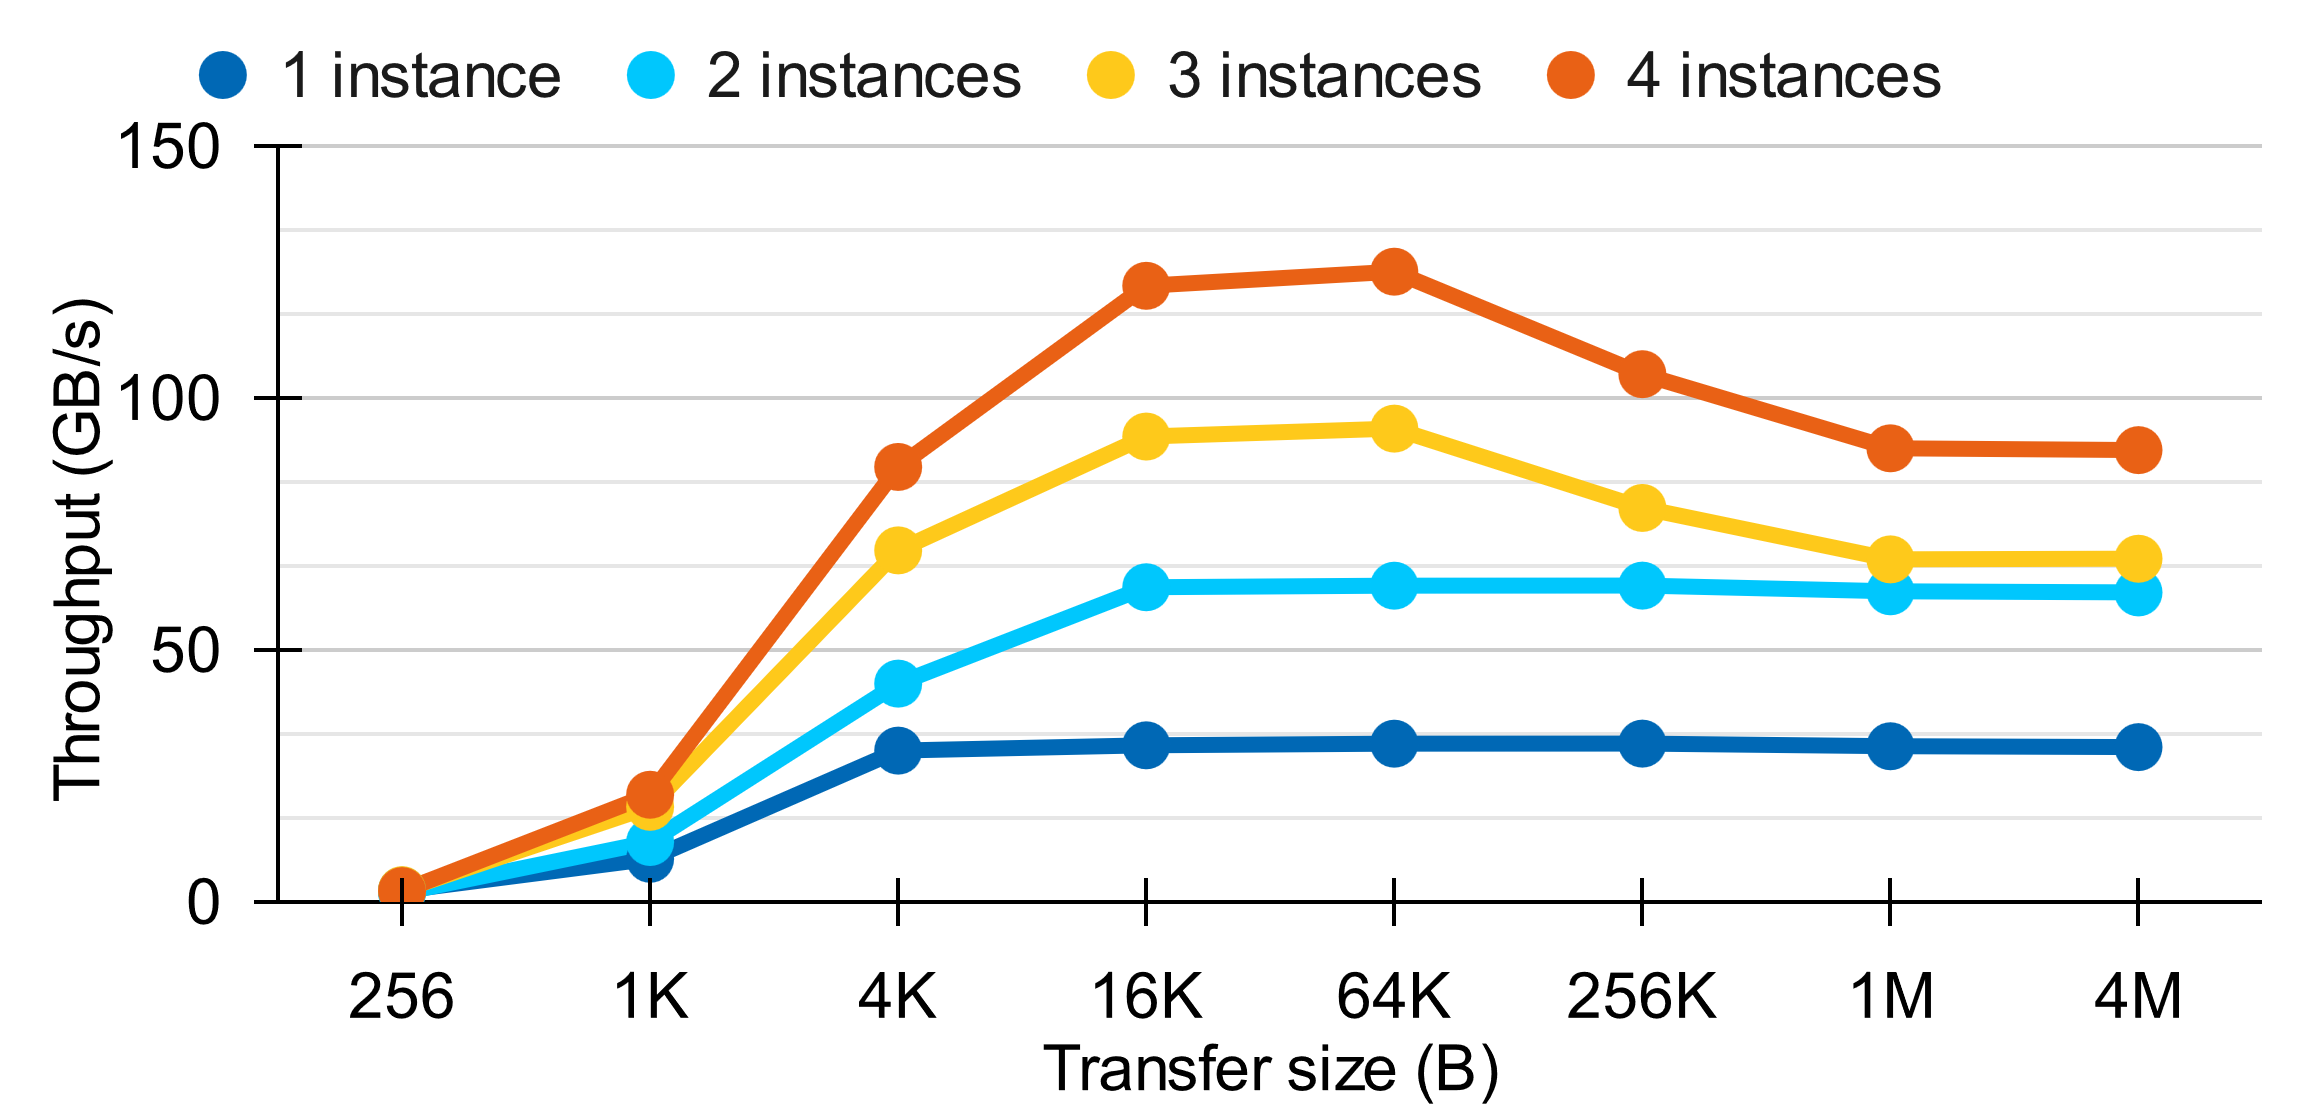 1 instance 2 instances 3 instances 4 instances
Throughput (GB/s)
150
100
50
0
256 1K 4K 16K 64K 256K 1M 4M
Transfer size (B)